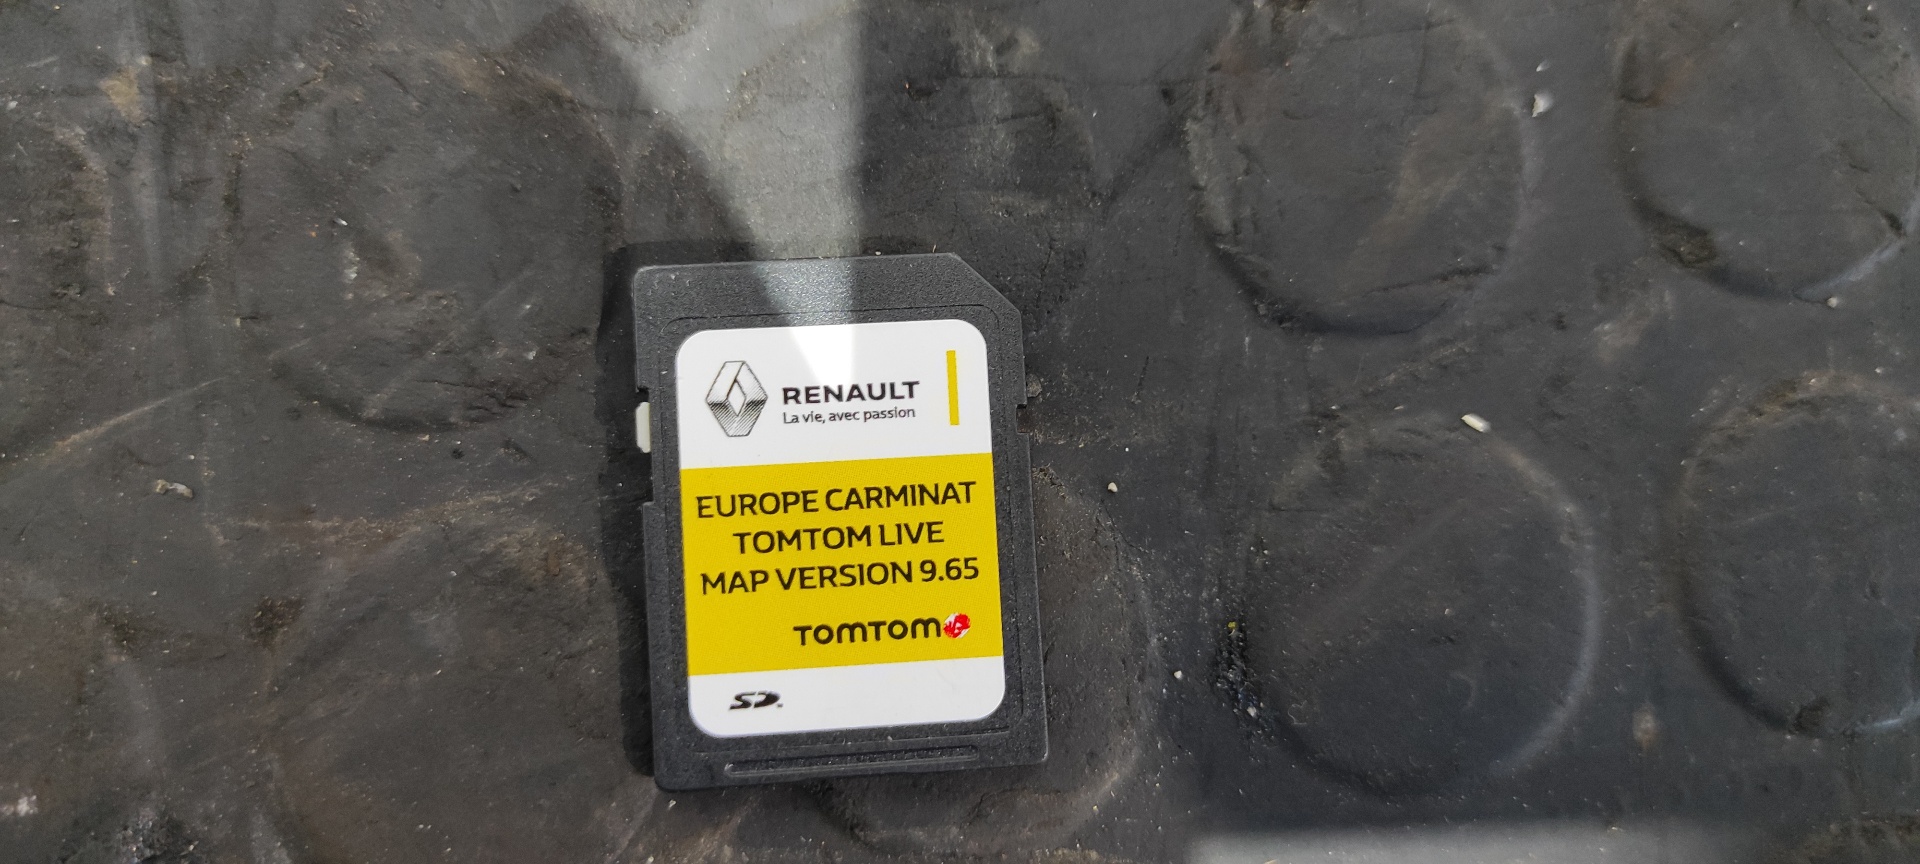 RENAULT
La vie, avec passion
EUROPE CARMINAT
TOMTOM LIVE
MAP VERSION 9.65
TOMTOM
SD